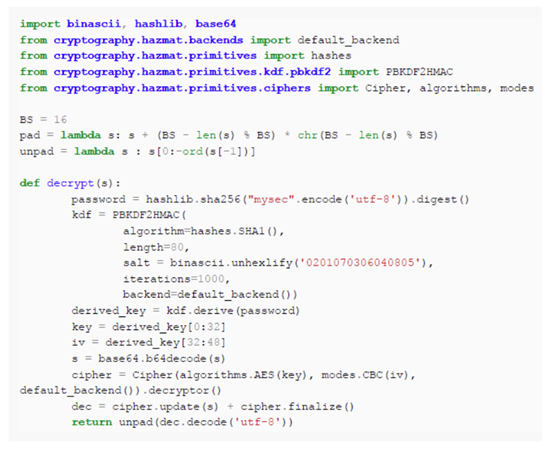 import binascii, hashlib, base64
from cryptography.hazmat.backends import default_backend
from cryptography.hazmat.primitives import hashes
from cryptography.hazmat.primitives.kdf.pbkdf2 import PBKDF2HMAC
from cryptography.hazmat.primitives.ciphers import Cipher, algorithms, modes

BS = 16
pad = lambda s: s + (BS - len(s) % BS) * chr(BS - len(s) % BS)
unpad = lambda s : s[0:-ord(s[-1])]

def decrypt(s):
        password = hashlib.sha256("mysec".encode('utf-8')).digest()
        kdf = PBKDF2HMAC(
                algorithm=hashes.SHA1(),
                length=80,
                salt = binascii.unhexlify('0201070306040805'),
                iterations=1000,
                backend=default_backend())
        derived_key = kdf.derive(password)
        key = derived_key[0:32]
        iv = derived_key[32:48]
        s = base64.b64decode(s)
        cipher = Cipher(algorithms.AES(key), modes.CBC(iv),
default_backend()).decryptor()
        dec = cipher.update(s) + cipher.finalize()
        return unpad(dec.decode('utf-8'))